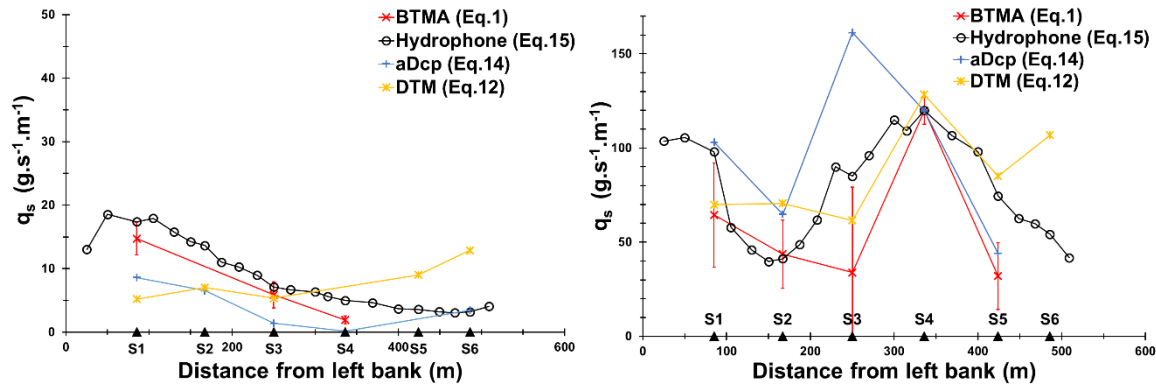 50
40
30
20
10
0
q_s (g.s⁻¹.m⁻¹)
BTMA (Eq.1)
Hydrophone (Eq.15)
aDcp (Eq.14)
DTM (Eq.12)
0 200 400 600
S1 S2 S3 S4 S5 S6
Distance from left bank (m)
150
100
50
0
q_s (g.s⁻¹.m⁻¹)
BTMA (Eq.1)
Hydrophone (Eq.15)
aDcp (Eq.14)
DTM (Eq.12)
S1 S2 S3 S4 S5 S6
0 100 200 300 400 500 600
Distance from left bank (m)